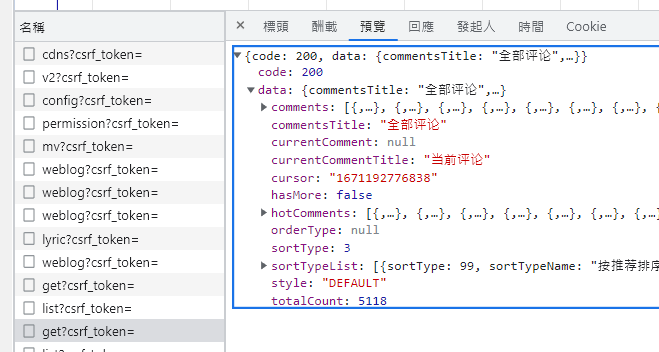 名稱
cdns?csrf_token=
v2?csrf_token=
config?csrf_token=
permission?csrf_token=
mv?csrf_token=
weblog?csrf_token=
weblog?csrf_token=
weblog?csrf_token=
lyric?csrf_token=
weblog?csrf_token=
get?csrf_token=
list?csrf_token=
get?csrf_token=
標頭 酬載 預覽 回應 發起人 時間 Cookie
{code: 200, data: {commentsTitle: "全部评论",…}}
code: 200
data: {commentsTitle: "全部评论",…}
comments: [{,…}, {,…}, {,…}, {,…}, {,…}, {,…}, {,…},
commentsTitle: "全部评论"
currentComment: null
currentCommentTitle: "当前评论"
cursor: "1671192776838"
hasMore: false
hotComments: [{,…}, {,…}, {,…}, {,…}, {,…}, {,…},
orderType: null
sortType: 3
sortTypeList: [{sortType: 99, sortTypeName: "按推荐排序
style: "DEFAULT"
totalCount: 5118